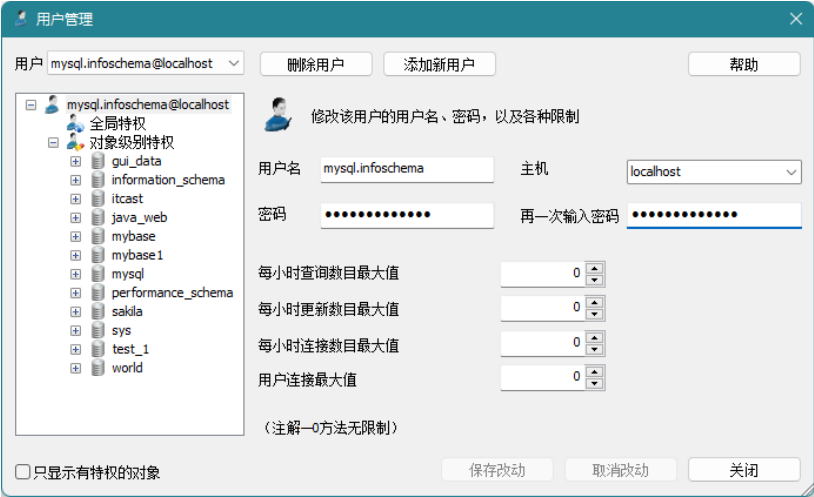 用户管理
用户 mysql.infoschema@localhost 删除用户 添加新用户 帮助
mysql.infoschema@localhost
全局特权
对象级别特权
gui_data
information_schema
itcast
java_web
mybase
mybase1
mysql
performance_schema
sakila
sys
test_1
world
修改该用户的用户名、密码，以及各种限制
用户名 mysql.infoschema 主机 localhost
密码 ●●●●●●●●●●●●● 再一次输入密码 ●●●●●●●●●●●●●
每小时查询数目最大值 0
每小时更新数目最大值 0
每小时连接数目最大值 0
用户连接最大值 0
（注解—0方法无限制）
只显示有特权的对象 保存改动 取消改动 关闭